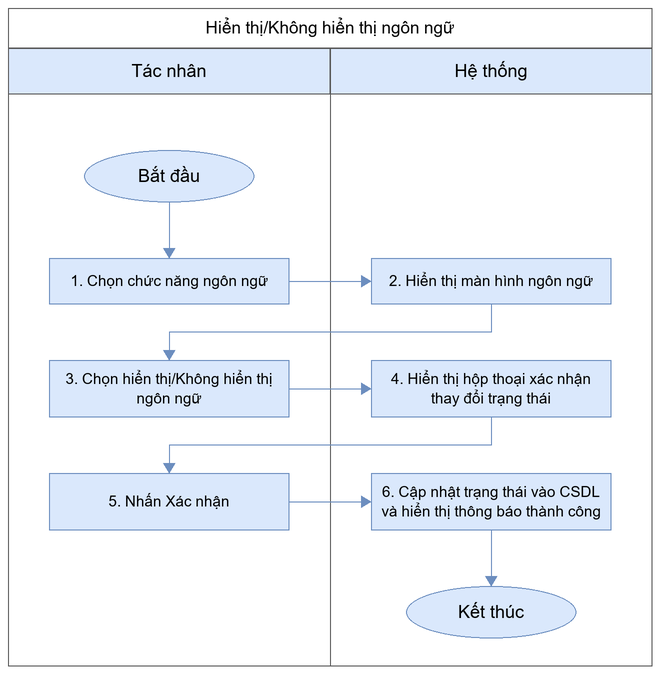 Hiển thị/Không hiển thị ngôn ngữ
Tác nhân
Hệ thống
Bắt đầu
1. Chọn chức năng ngôn ngữ
2. Hiển thị màn hình ngôn ngữ
3. Chọn hiển thị/Không hiển thị
ngôn ngữ
4. Hiển thị hộp thoại xác nhận
thay đổi trạng thái
5. Nhấn Xác nhận
6. Cập nhật trạng thái vào CSDL
và hiển thị thông báo thành công
Kết thúc